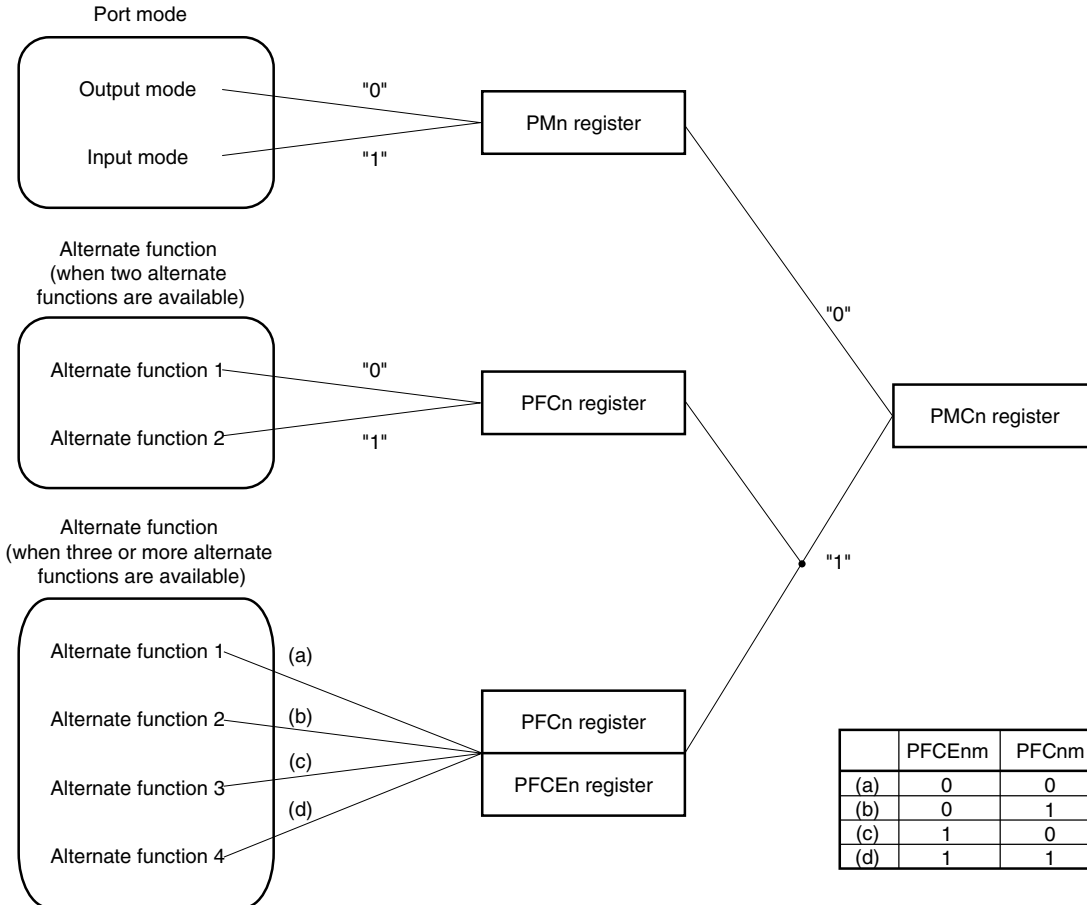 Port mode
Output mode
Input mode
"0"
"1"
PMn register
Alternate function
(when two alternate
functions are available)
Alternate function 1
Alternate function 2
"0"
"1"
PFCn register
"0"
PMCn register
"1"
Alternate function
(when three or more alternate
functions are available)
Alternate function 1
Alternate function 2
Alternate function 3
Alternate function 4
(a)
(b)
(c)
(d)
PFCn register
PFCEn register
PFCEnm PFCnm
(a) 0 0
(b) 0 1
(c) 1 0
(d) 1 1